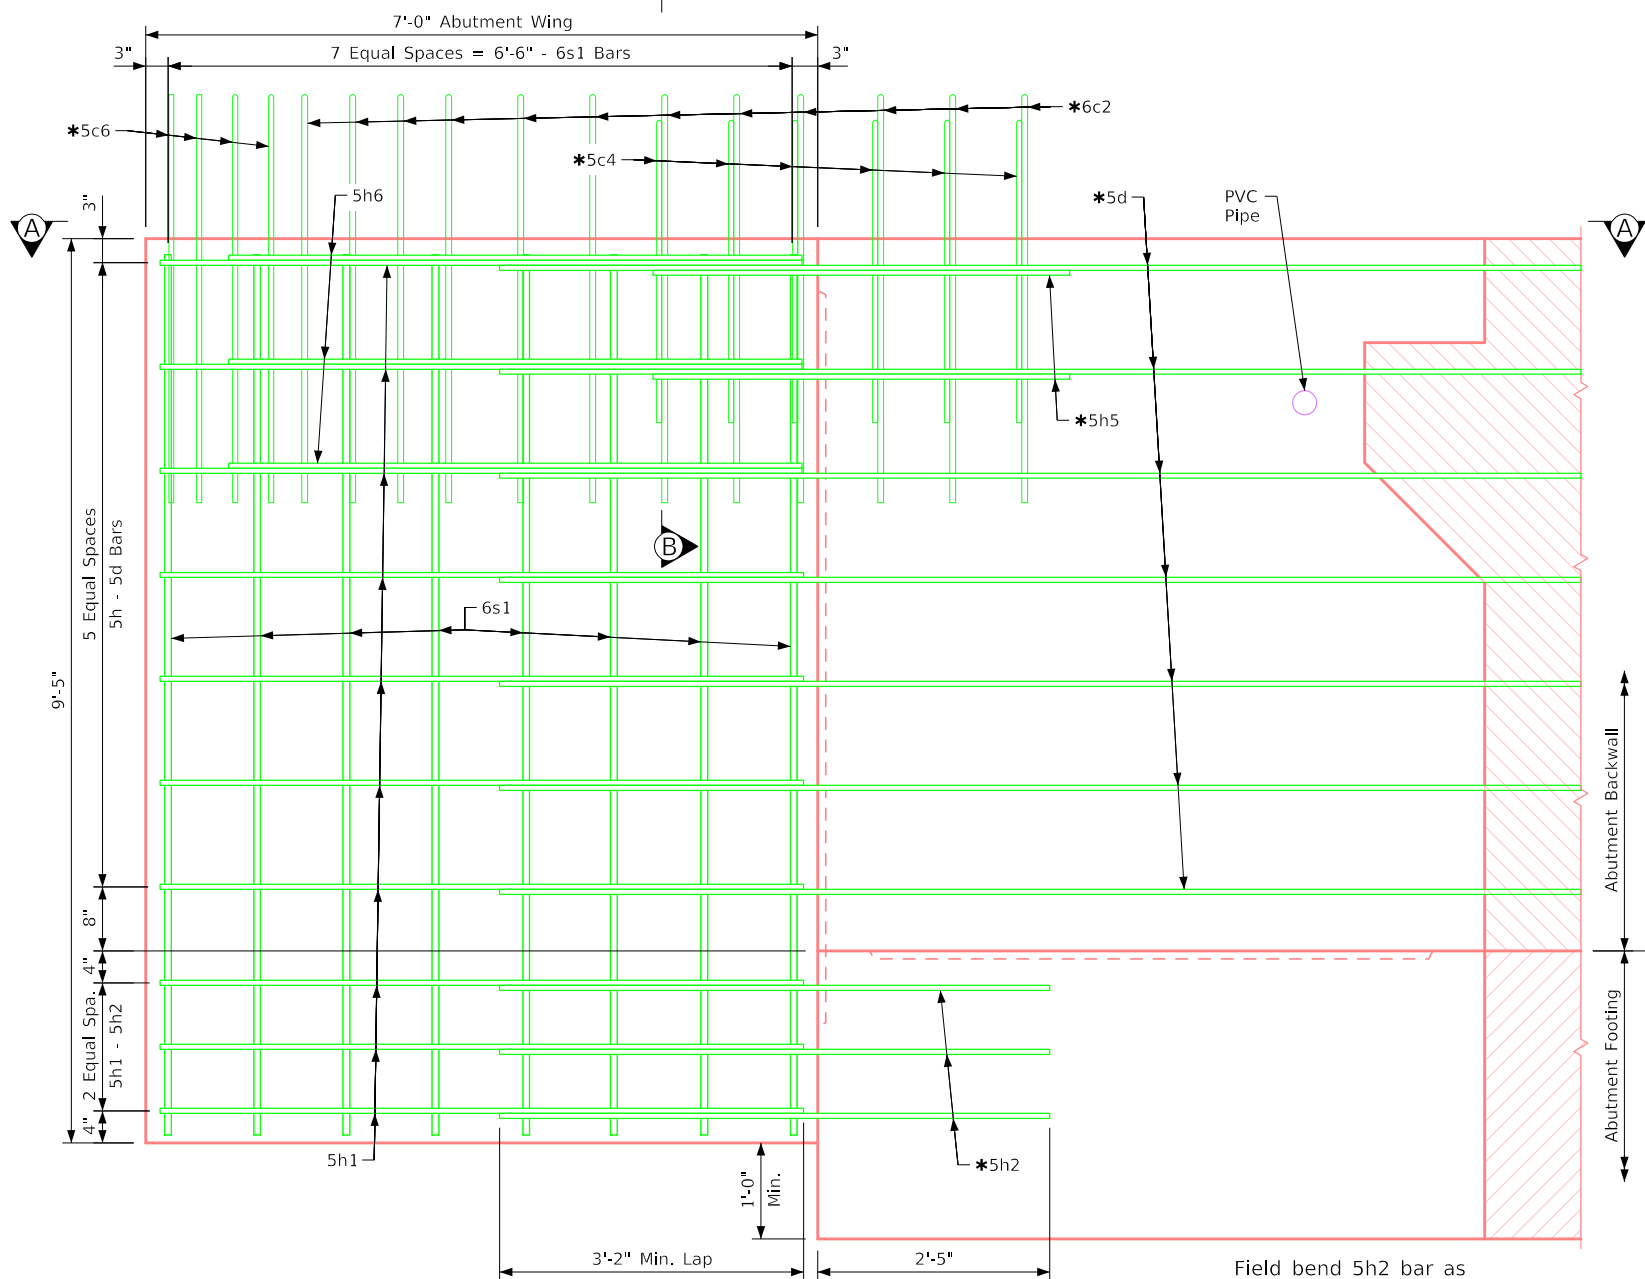 7'-0" Abutment Wing
3"
7 Equal Spaces = 6'-6" - 6s1 Bars
3"
✱5c6
✱6c2
✱5c4
5h6
✱5d
PVC
Pipe
3"
A
A
✱5h5
5 Equal Spaces
5h - 5d Bars
B
6s1
9'-5"
Abutment Backwall
8"
4"
2 Equal Spa.
5h1 - 5h2
4"
Abutment Footing
5h1
✱5h2
1'-0"
Min.
3'-2" Min. Lap
2'-5"
Field bend 5h2 bar as